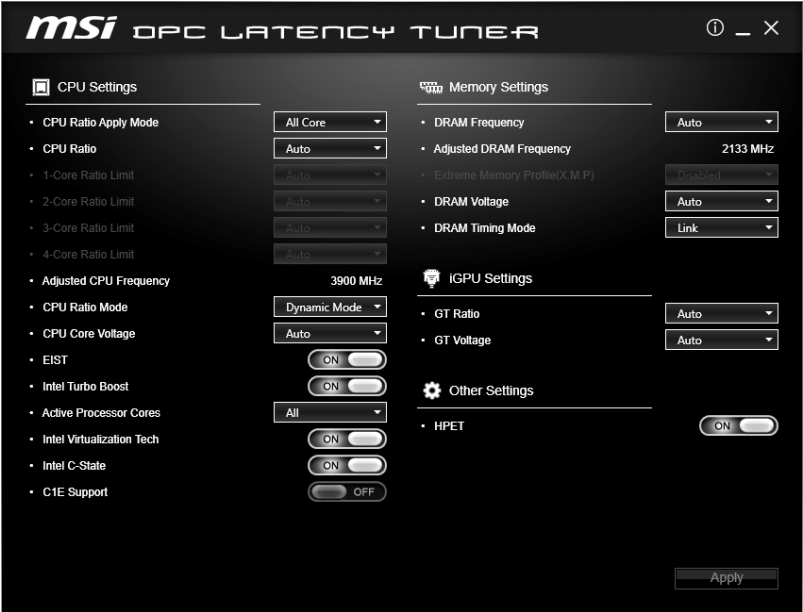 msi DPC LATENCY TUNER
CPU Settings
CPU Ratio Apply Mode All Core
CPU Ratio Auto
1-Core Ratio Limit Auto
2-Core Ratio Limit Auto
3-Core Ratio Limit Auto
4-Core Ratio Limit Auto
Adjusted CPU Frequency 3900 MHz
CPU Ratio Mode Dynamic Mode
CPU Core Voltage Auto
EIST ON
Intel Turbo Boost ON
Active Processor Cores All
Intel Virtualization Tech ON
Intel C-State ON
C1E Support OFF
Memory Settings
DRAM Frequency Auto
Adjusted DRAM Frequency 2133 MHz
Extreme Memory Profile(X.M.P) Disabled
DRAM Voltage Auto
DRAM Timing Mode Link
iGPU Settings
GT Ratio Auto
GT Voltage Auto
Other Settings
HPET ON
Apply